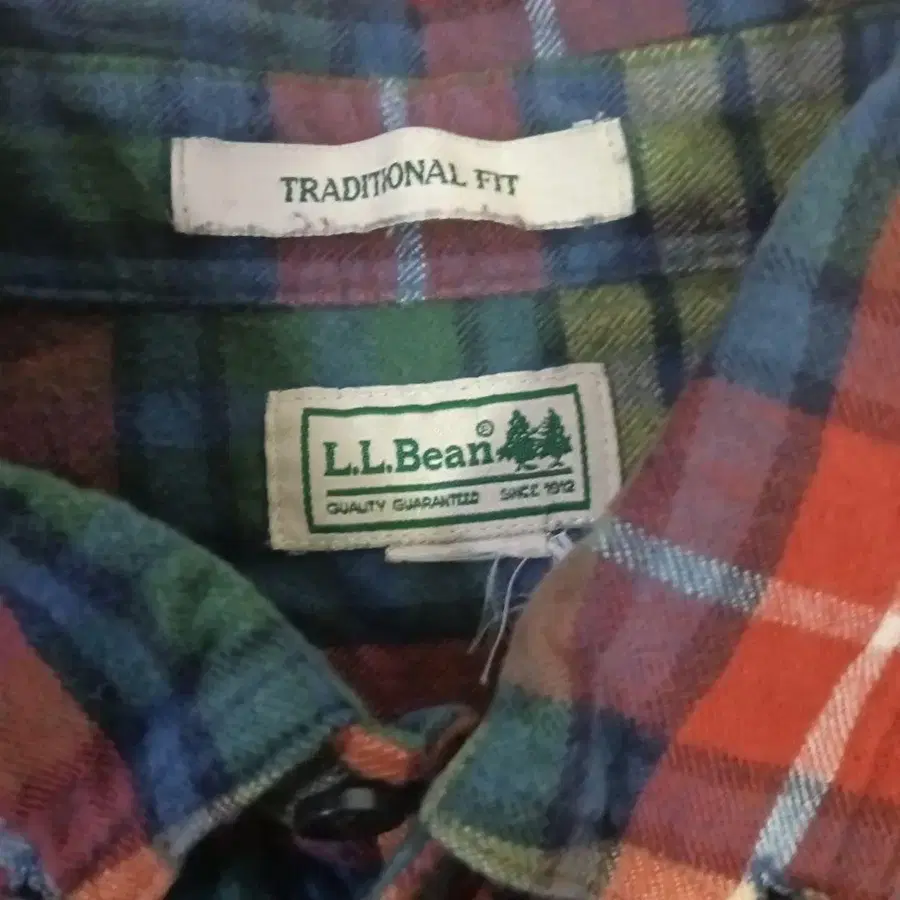 TRADITIONAL FIT
L.L.Bean®
QUALITY GUARANTEED SINCE 1912